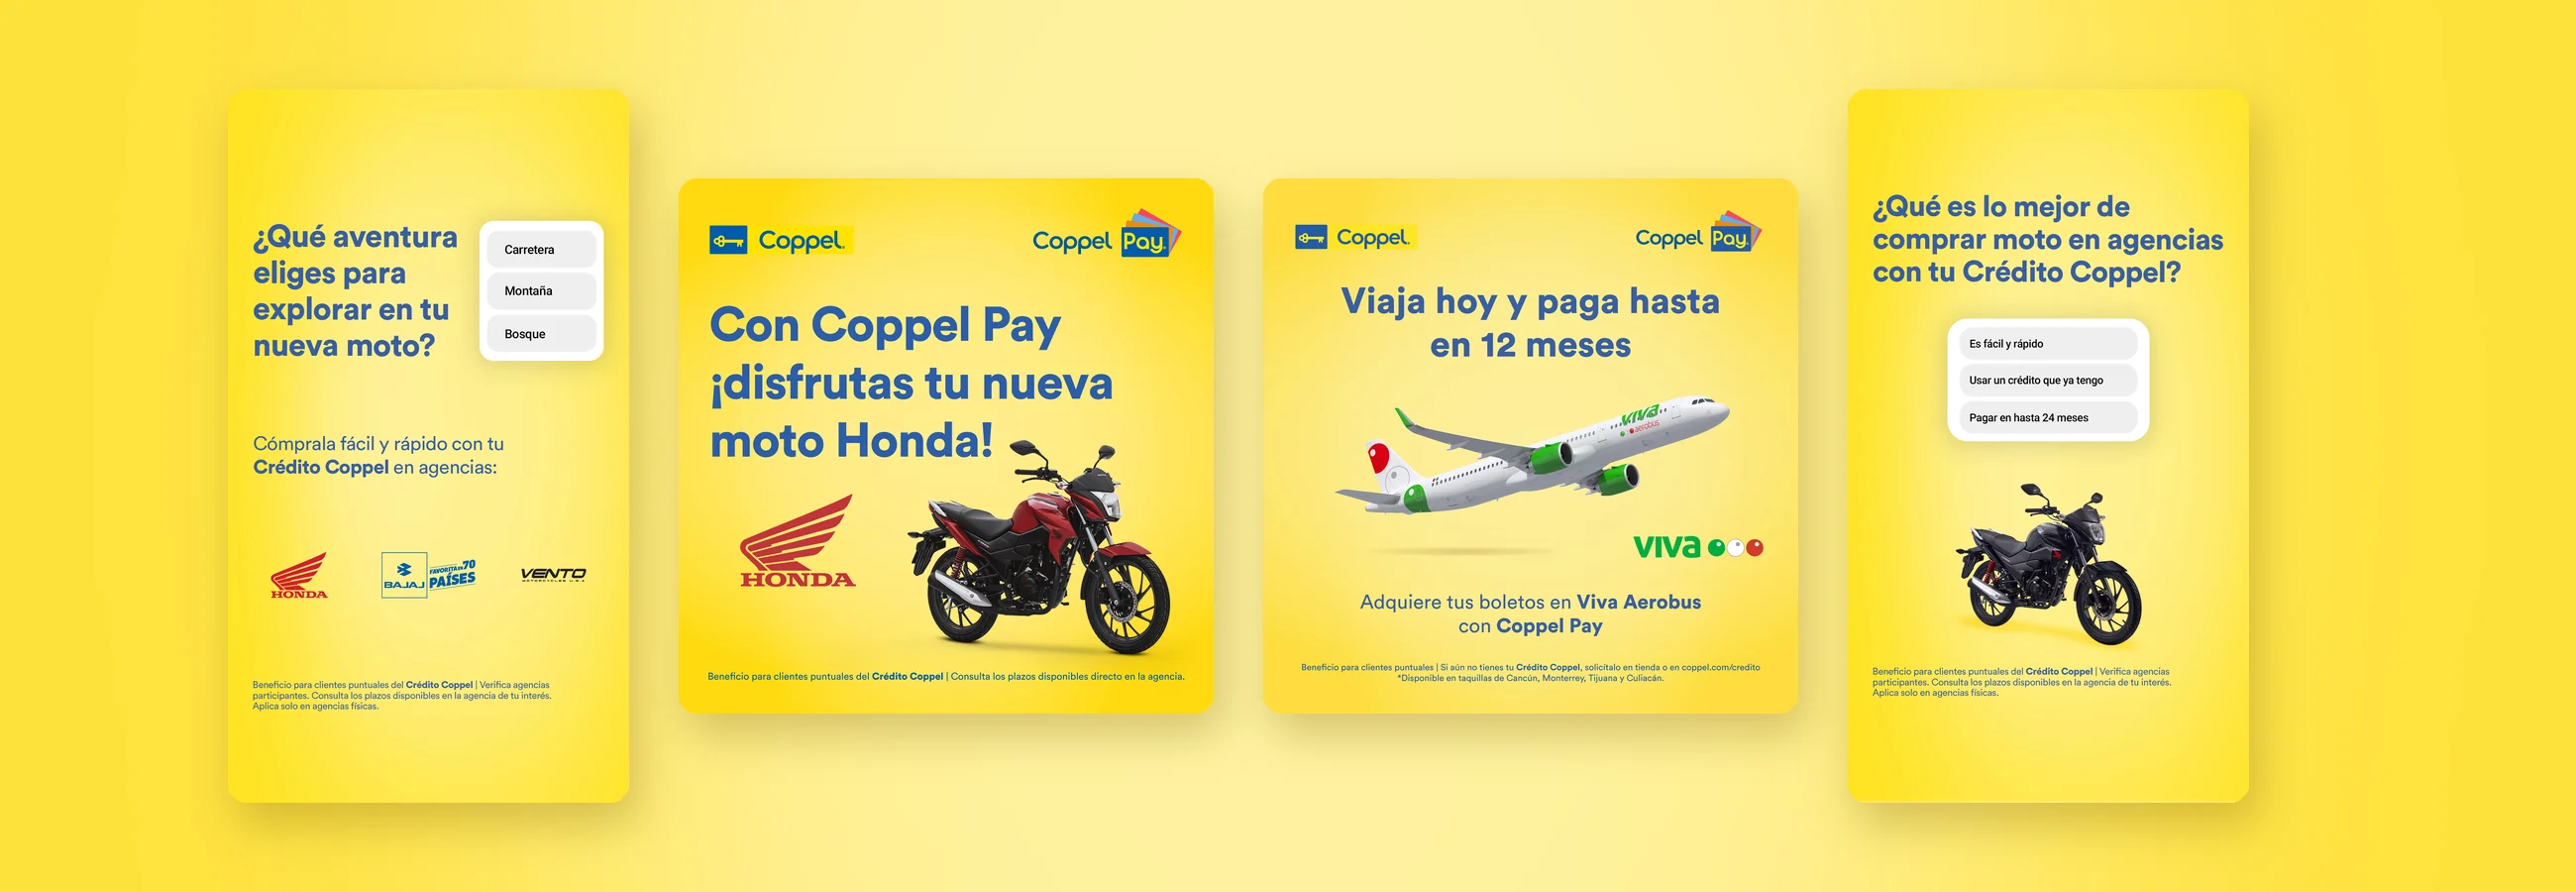 ¿Qué aventura
eliges para
explorar en tu
nueva moto?
Carretera
Montaña
Bosque
Cómprala fácil y rápido con tu
Crédito Coppel en agencias:
HONDA
BAJAJ
FAVORITA EN 70
PAÍSES
VENTO
MOTORCYCLES U.S.A
Beneficio para clientes puntuales del Crédito Coppel | Verifica agencias
participantes. Consulta los plazos disponibles en la agencia de tu interés.
Aplica solo en agencias físicas.
Coppel.
Coppel Pay
Con Coppel Pay
¡disfrutas tu nueva
moto Honda!
HONDA
Beneficio para clientes puntuales del Crédito Coppel | Consulta los plazos disponibles directo en la agencia.
Coppel.
Coppel Pay
Viaja hoy y paga hasta
en 12 meses
viva
aerobus
viva
Adquiere tus boletos en Viva Aerobus
con Coppel Pay
Beneficio para clientes puntuales | Si aún no tienes tu Crédito Coppel, solicítalo en tienda o en coppel.com/credito
*Disponible en taquillas de Cancún, Monterrey, Tijuana y Culiacán.
¿Qué es lo mejor de
comprar moto en agencias
con tu Crédito Coppel?
Es fácil y rápido
Usar un crédito que ya tengo
Pagar en hasta 24 meses
Beneficio para clientes puntuales del Crédito Coppel | Verifica agencias
participantes. Consulta los plazos disponibles en la agencia de tu interés.
Aplica solo en agencias físicas.